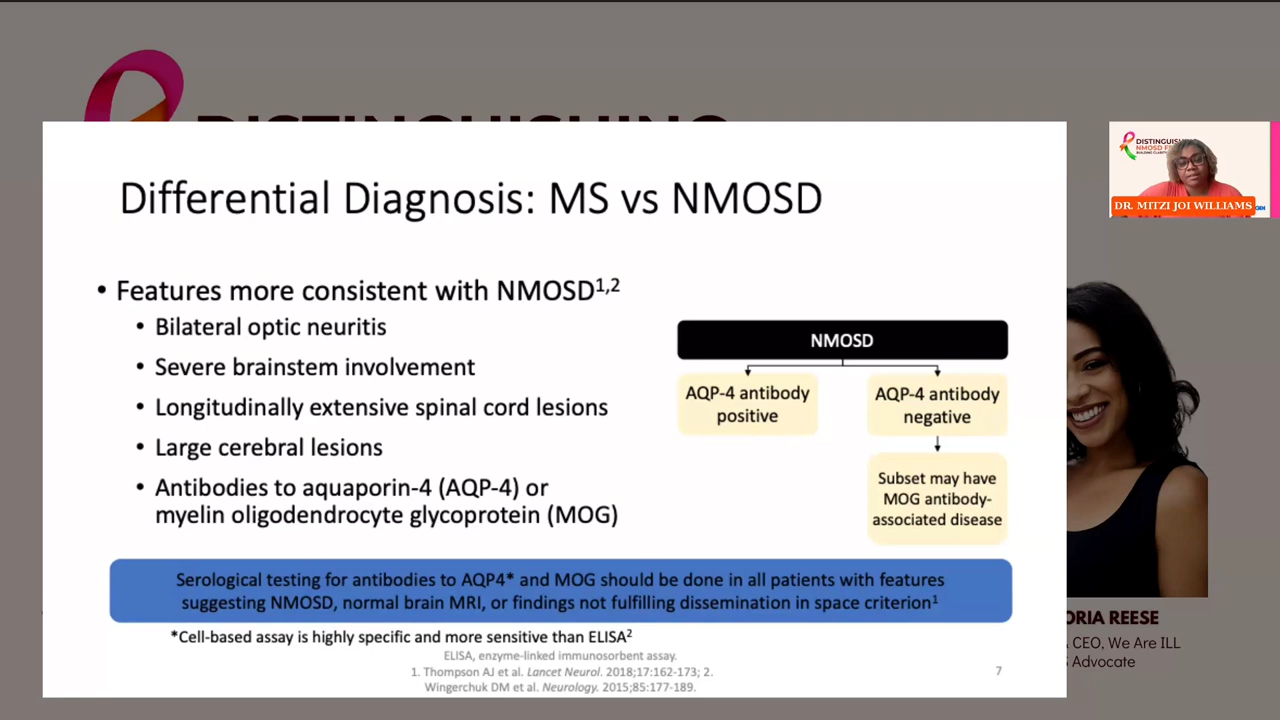 DISTINGUISHING
Differential Diagnosis: MS vs NMOSD
• Features more consistent with NMOSD1,2
• Bilateral optic neuritis
• Severe brainstem involvement
• Longitudinally extensive spinal cord lesions
• Large cerebral lesions
• Antibodies to aquaporin-4 (AQP-4) or
myelin oligodendrocyte glycoprotein (MOG)
NMOSD
AQP-4 antibody
positive
AQP-4 antibody
negative
Subset may have
MOG antibody-
associated disease
Serological testing for antibodies to AQP4* and MOG should be done in all patients with features
suggesting NMOSD, normal brain MRI, or findings not fulfilling dissemination in space criterion1
*Cell-based assay is highly specific and more sensitive than ELISA2
ELISA, enzyme-linked immunosorbent assay.
1. Thompson AJ et al. Lancet Neurol. 2018;17:162-173; 2.
Wingerchuk DM et al. Neurology. 2015;85:177-189.
7
DR. MITZI JOI WILLIAMS
ORIA REESE
CEO, We Are ILL
Advocate